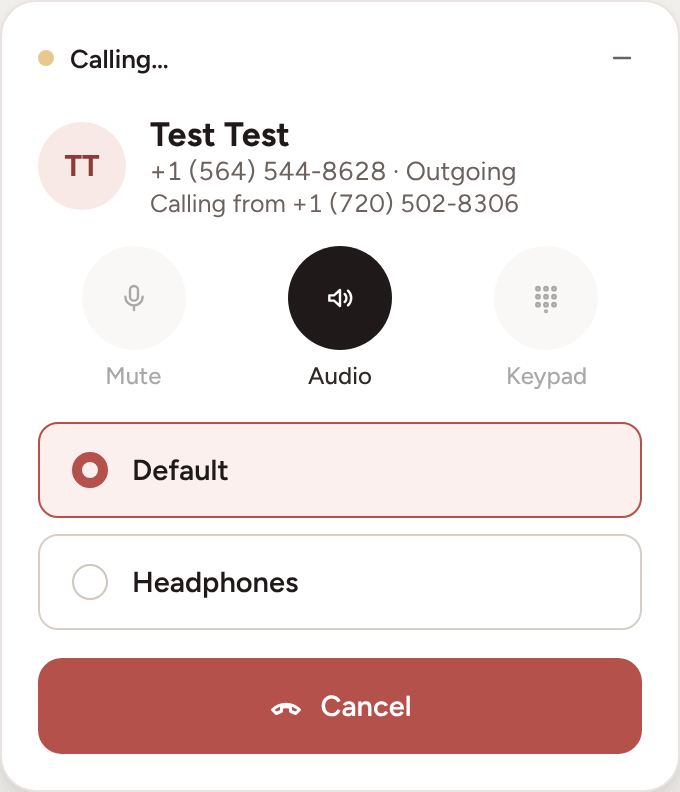 Calling...
TT
Test Test
+1 (564) 544-8628 · Outgoing
Calling from +1 (720) 502-8306
Mute
Audio
Keypad
Default
Headphones
Cancel